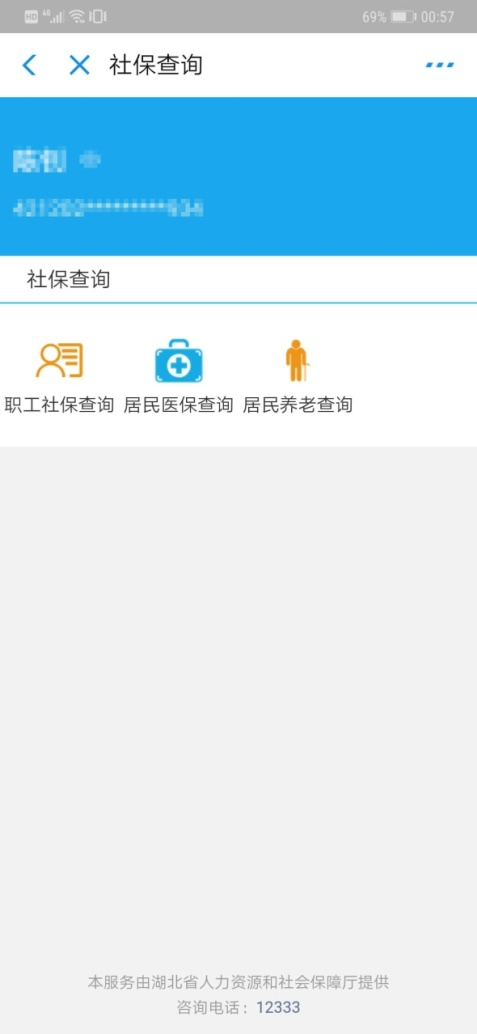 HD 4G 69% 00:57
社保查询
社保查询
职工社保查询 居民医保查询 居民养老查询
本服务由湖北省人力资源和社会保障厅提供
咨询电话：12333